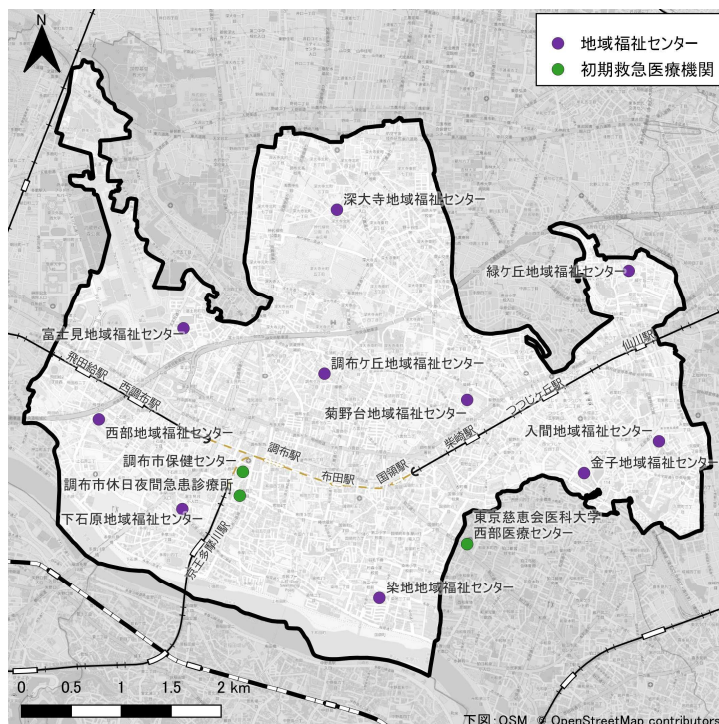 N
地域福祉センター
初期救急医療機関
深大寺地域福祉センター
緑ケ丘地域福祉センター
富士見地域福祉センター
仙川駅
飛田給駅
西調布駅
調布ケ丘地域福祉センター
つつじヶ丘駅
菊野台地域福祉センター
柴崎駅
西部地域福祉センター
入間地域福祉センター
調布駅
調布市保健センター
国領駅
布田駅
金子地域福祉センター
調布市休日夜間急患診療所
下石原地域福祉センター
東京慈恵会医科大学
西部医療センター
京王多摩川駅
染地地域福祉センター
0 0.5 1 1.5 2 km
下図:OSM, © OpenStreetMap contributors